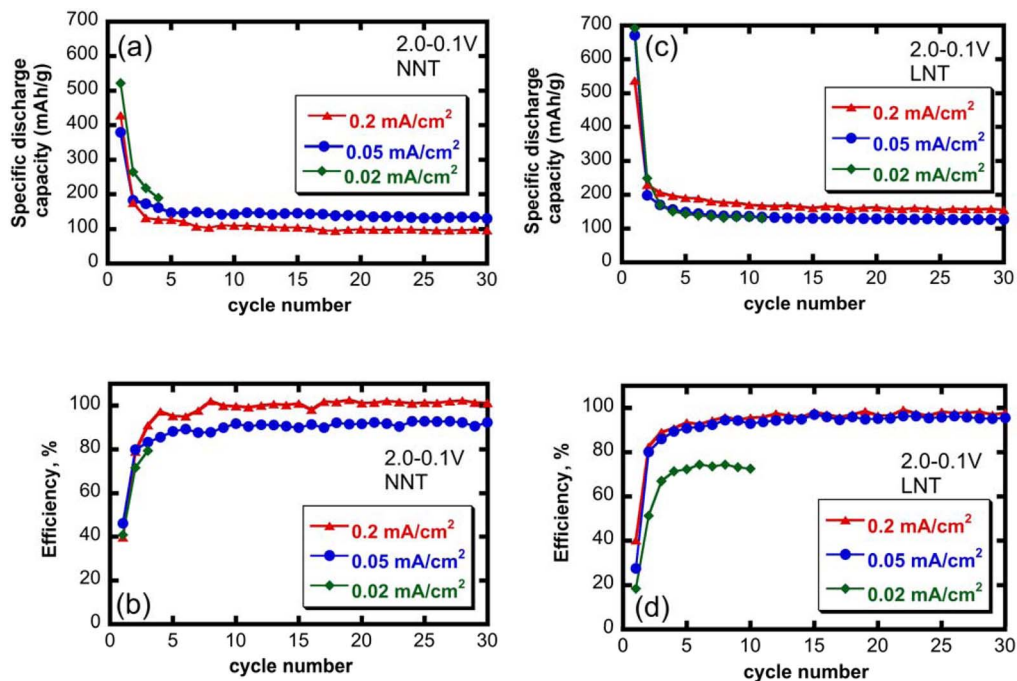 (a)
2.0-0.1V
NNT
Specific discharge
capacity (mAh/g)
700
600
500
400
300
200
100
0
0.2 mA/cm²
0.05 mA/cm²
0.02 mA/cm²
0 5 10 15 20 25 30
cycle number
(c)
2.0-0.1V
LNT
Specific discharge
capacity (mAh/g)
700
600
500
400
300
200
100
0
0.2 mA/cm²
0.05 mA/cm²
0.02 mA/cm²
0 5 10 15 20 25 30
cycle number
Efficiency, %
100
80
60
40
20
0
2.0-0.1V
NNT
0.2 mA/cm²
0.05 mA/cm²
0.02 mA/cm²
(b)
0 5 10 15 20 25 30
cycle number
Efficiency, %
100
80
60
40
20
0
2.0-0.1V
LNT
0.2 mA/cm²
0.05 mA/cm²
0.02 mA/cm²
(d)
0 5 10 15 20 25 30
cycle number